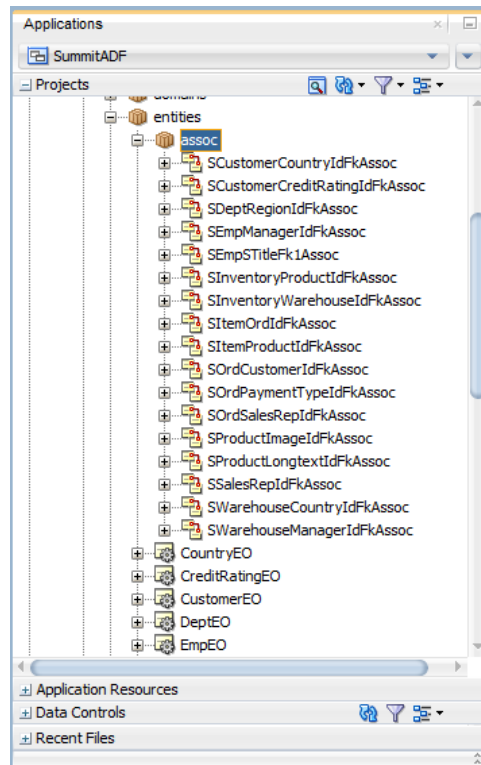 Applications
SummitADF
Projects
domains
entities
assoc
SCustomerCountryIdFkAssoc
SCustomerCreditRatingIdFkAssoc
SDeptRegionIdFkAssoc
SEmpManagerIdFkAssoc
SEmpSTitleFk1Assoc
SInventoryProductIdFkAssoc
SInventoryWarehouseIdFkAssoc
SItemOrdIdFkAssoc
SItemProductIdFkAssoc
SOrdCustomerIdFkAssoc
SOrdPaymentTypeIdFkAssoc
SOrdSalesRepIdFkAssoc
SProductImageIdFkAssoc
SProductLongtextIdFkAssoc
SSalesRepIdFkAssoc
SWarehouseCountryIdFkAssoc
SWarehouseManagerIdFkAssoc
CountryEO
CreditRatingEO
CustomerEO
DeptEO
EmpEO
Application Resources
Data Controls
Recent Files